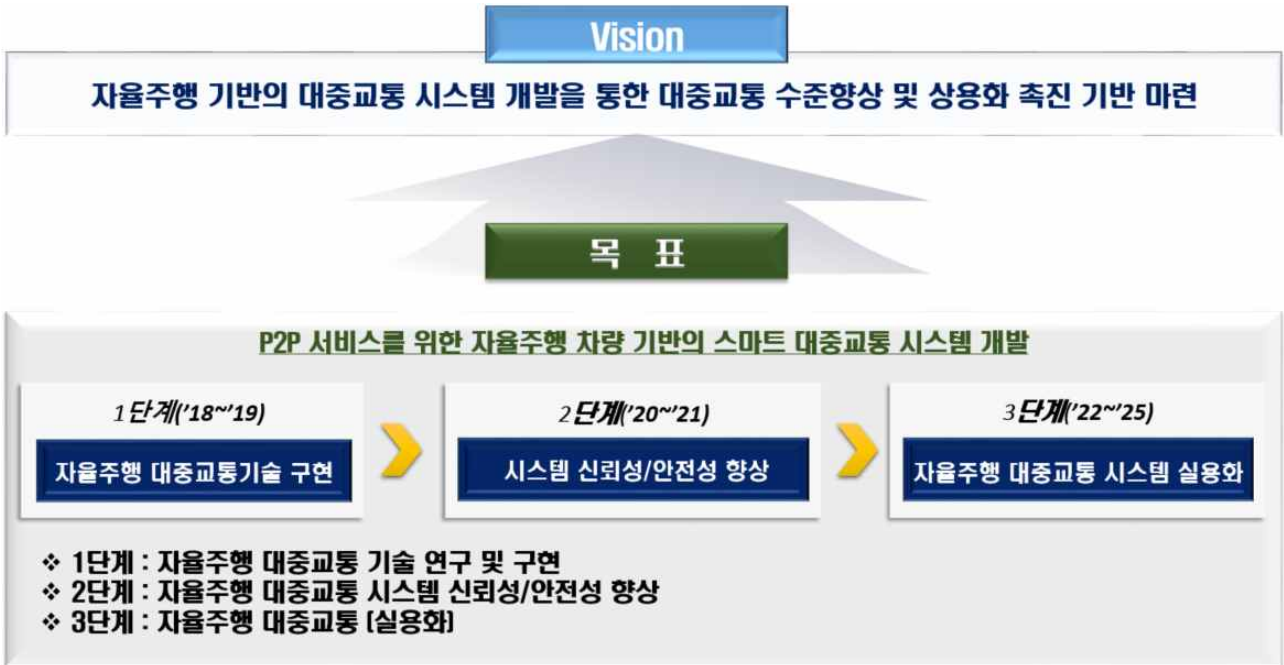 Vision
자율주행 기반의 대중교통 시스템 개발을 통한 대중교통 수준향상 및 상용화 촉진 기반 마련
목 표
P2P 서비스를 위한 자율주행 차량 기반의 스마트 대중교통 시스템 개발
1단계('18~'19)
자율주행 대중교통기술 구현
2단계('20~'21)
시스템 신뢰성/안전성 향상
3단계('22~'25)
자율주행 대중교통 시스템 실용화
❖ 1단계 : 자율주행 대중교통 기술 연구 및 구현
❖ 2단계 : 자율주행 대중교통 시스템 신뢰성/안전성 향상
❖ 3단계 : 자율주행 대중교통 (실용화)